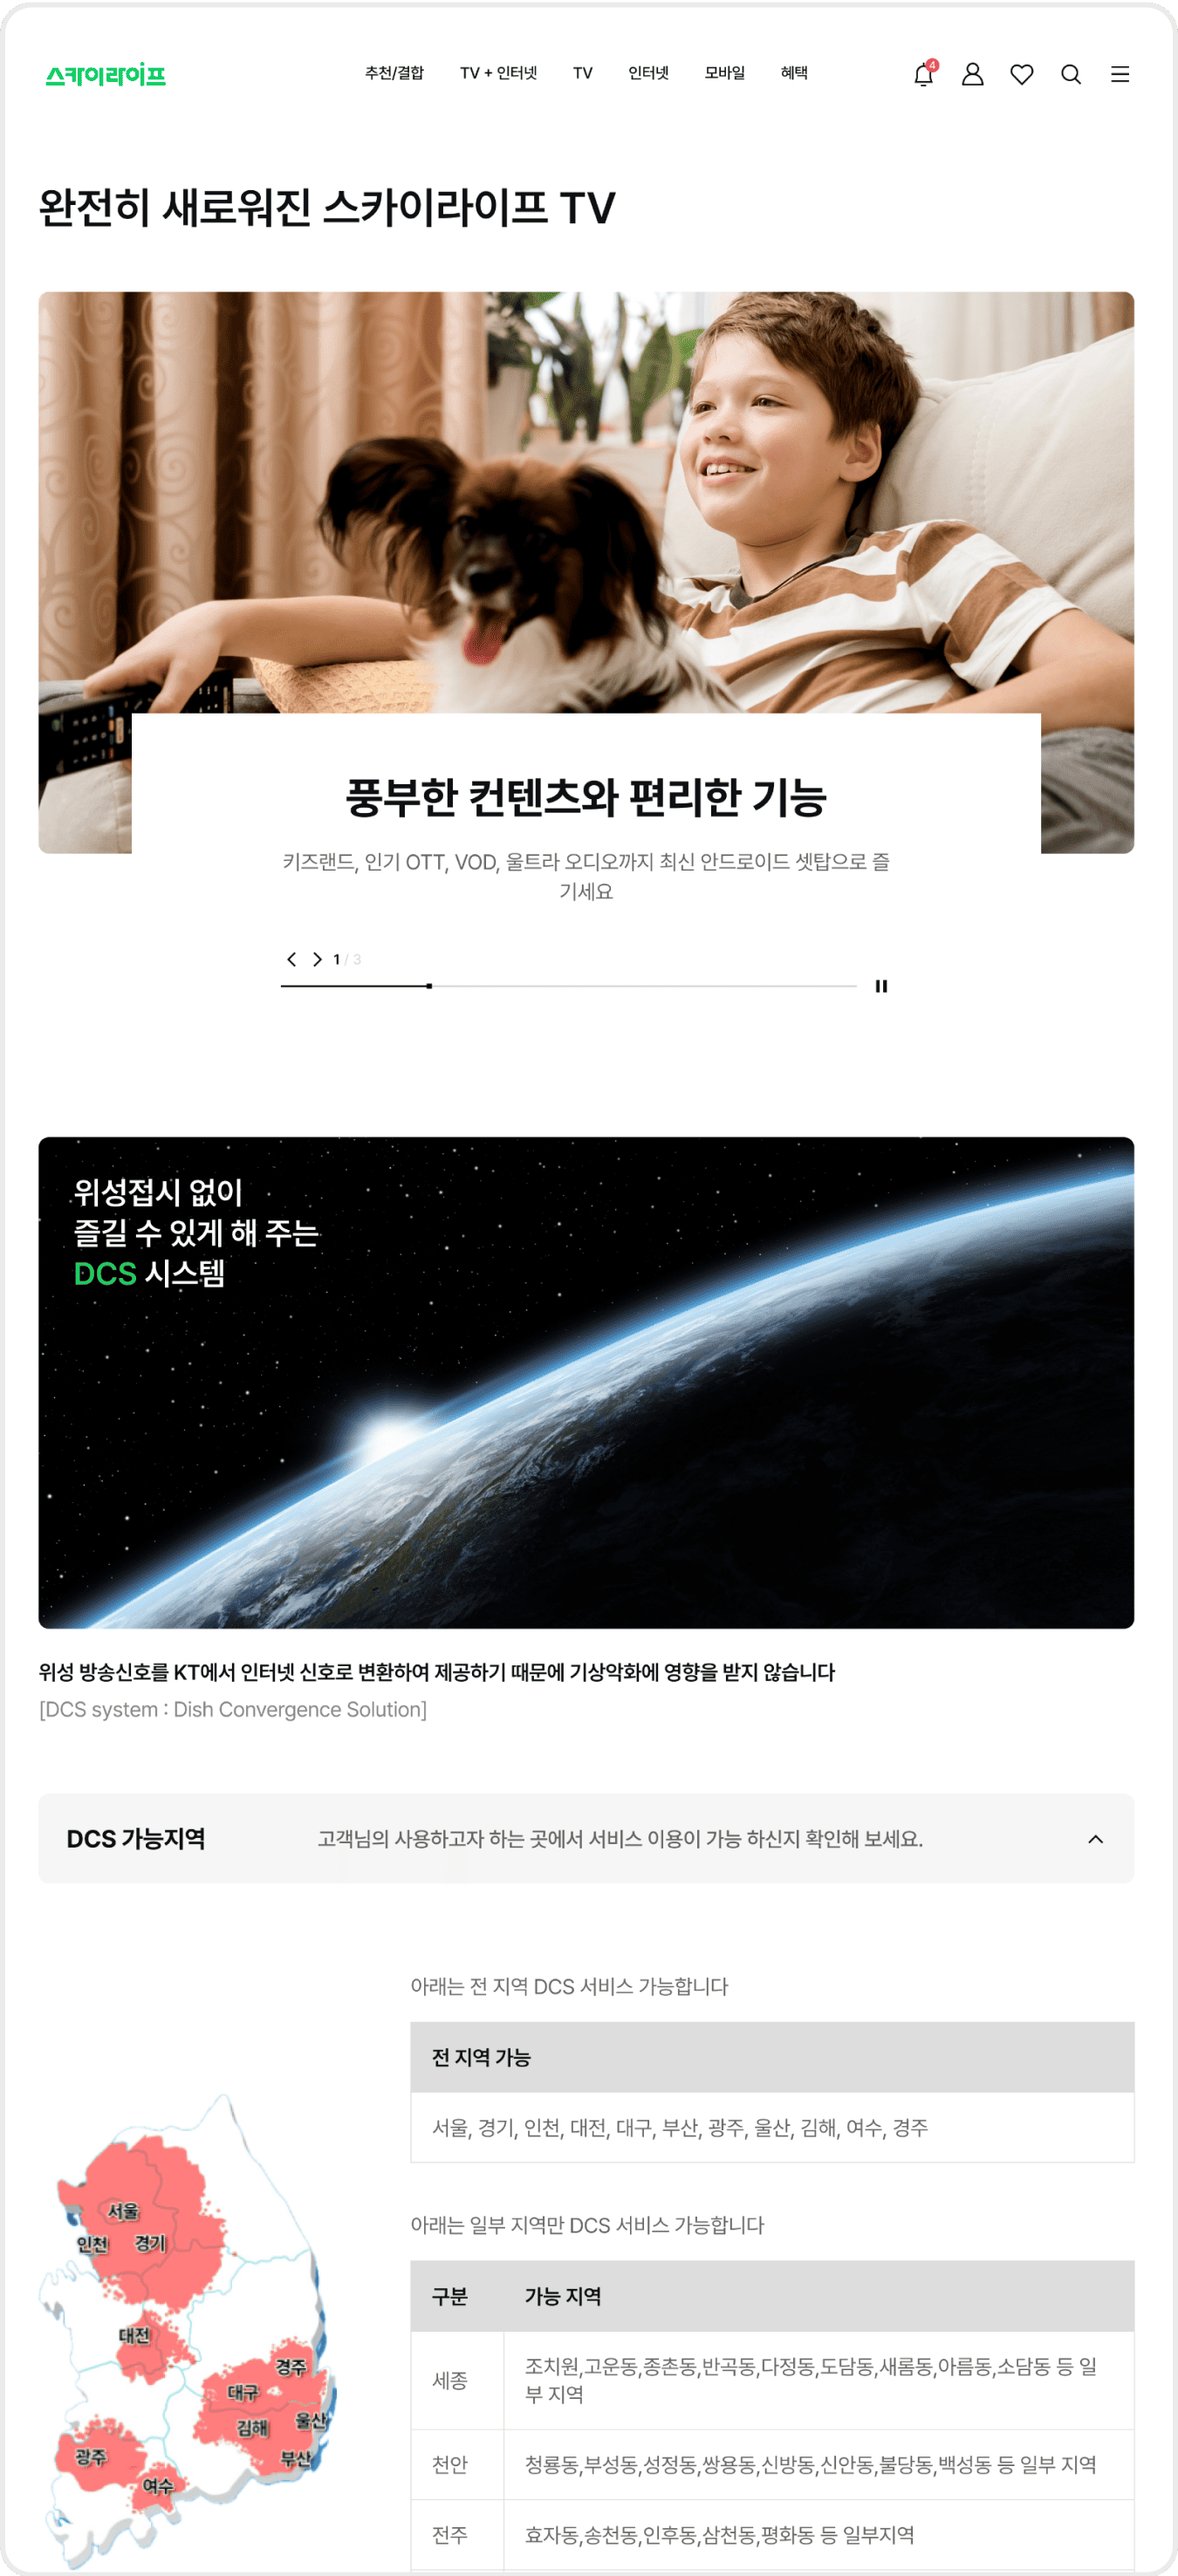 스카이라이프
추천/결합 TV + 인터넷 TV 인터넷 모바일 혜택 4
완전히 새로워진 스카이라이프 TV
풍부한 컨텐츠와 편리한 기능
키즈랜드, 인기 OTT, VOD, 울트라 오디오까지 최신 안드로이드 셋탑으로 즐
기세요
1 / 3
위성접시 없이
즐길 수 있게 해 주는
DCS 시스템
위성 방송신호를 KT에서 인터넷 신호로 변환하여 제공하기 때문에 기상악화에 영향을 받지 않습니다
[DCS system : Dish Convergence Solution]
DCS 가능지역 고객님의 사용하고자 하는 곳에서 서비스 이용이 가능 하신지 확인해 보세요.
아래는 전 지역 DCS 서비스 가능합니다
전 지역 가능
서울, 경기, 인천, 대전, 대구, 부산, 광주, 울산, 김해, 여수, 경주
아래는 일부 지역만 DCS 서비스 가능합니다
구분 가능 지역
세종 조치원,고운동,종촌동,반곡동,다정동,도담동,새롬동,아름동,소담동 등 일
부 지역
천안 청룡동,부성동,성정동,쌍용동,신방동,신안동,불당동,백성동 등 일부 지역
전주 효자동,송천동,인후동,삼천동,평화동 등 일부지역
서울
인천 경기
대전
경주
대구
김해 울산
광주 부산
여수